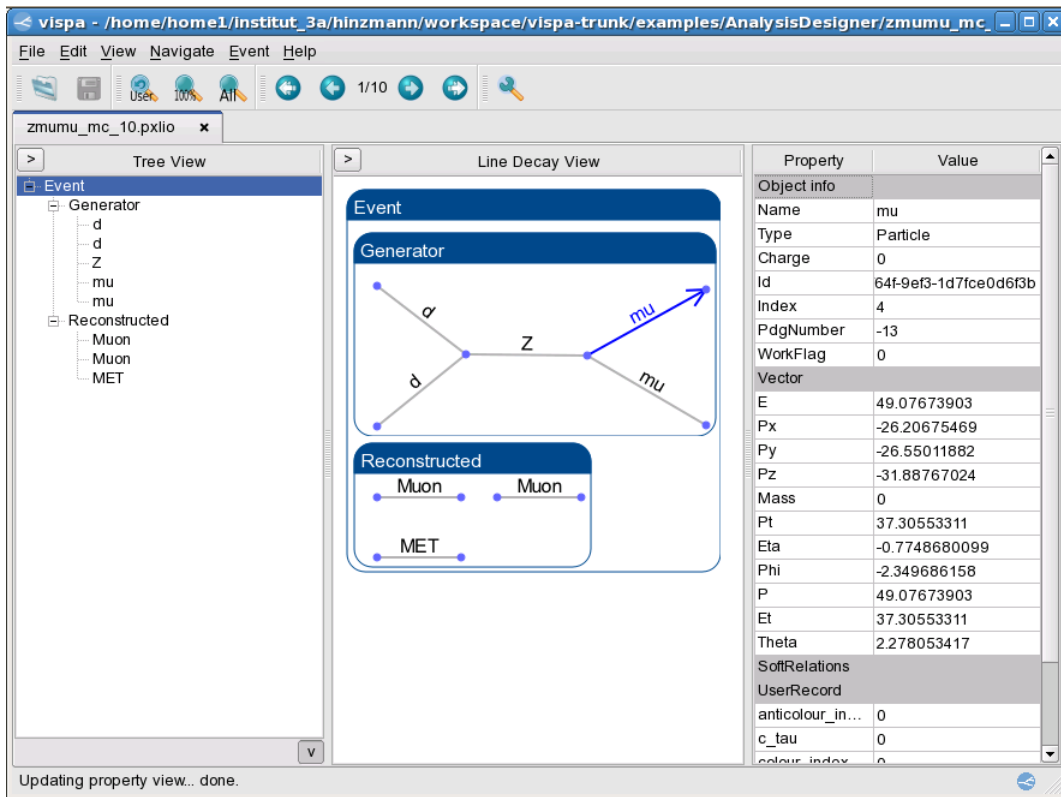 vispa - /home/home1/institut_3a/hinzmann/workspace/vispa-trunk/examples/AnalysisDesigner/zmumu_mc_
File Edit View Navigate Event Help
User 100% All 1/10
zmumu_mc_10.pxlio x
> Tree View
Event
Generator
d
d
Z
mu
mu
Reconstructed
Muon
Muon
MET
v
> Line Decay View
Event
Generator
d
mu
Z
d
mu
Reconstructed
Muon Muon
MET
Property Value
Object info
Name mu
Type Particle
Charge 0
Id 64f-9ef3-1d7fce0d6f3b
Index 4
PdgNumber -13
WorkFlag 0
Vector
E 49.07673903
Px -26.20675469
Py -26.55011882
Pz -31.88767024
Mass 0
Pt 37.30553311
Eta -0.7748680099
Phi -2.349686158
P 49.07673903
Et 37.30553311
Theta 2.278053417
SoftRelations
UserRecord
anticolour_in... 0
c_tau 0
colour_index 0
Updating property view... done.